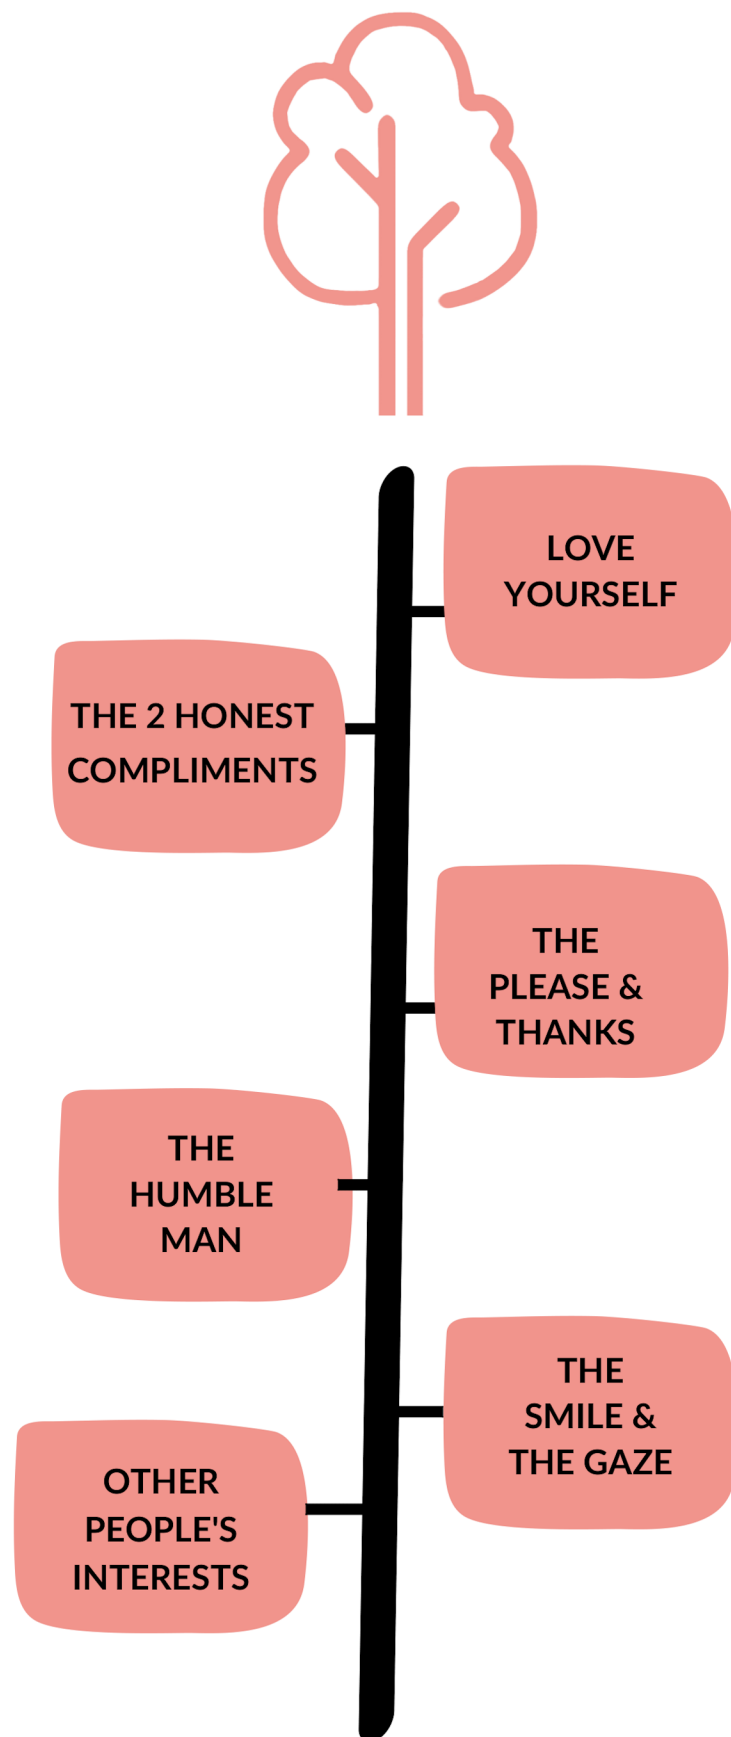 LOVE
YOURSELF
THE 2 HONEST
COMPLIMENTS
THE
PLEASE &
THANKS
THE
HUMBLE
MAN
THE
SMILE &
THE GAZE
OTHER
PEOPLE'S
INTERESTS